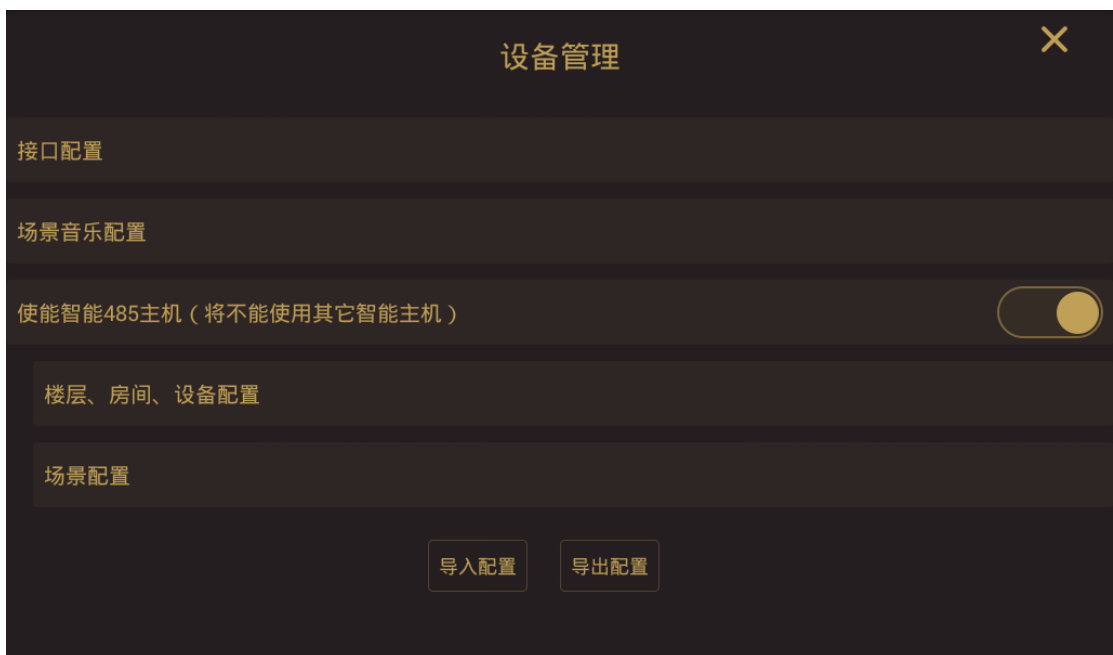 设备管理
接口配置
场景音乐配置
使能智能485主机（将不能使用其它智能主机）
楼层、房间、设备配置
场景配置
导入配置
导出配置